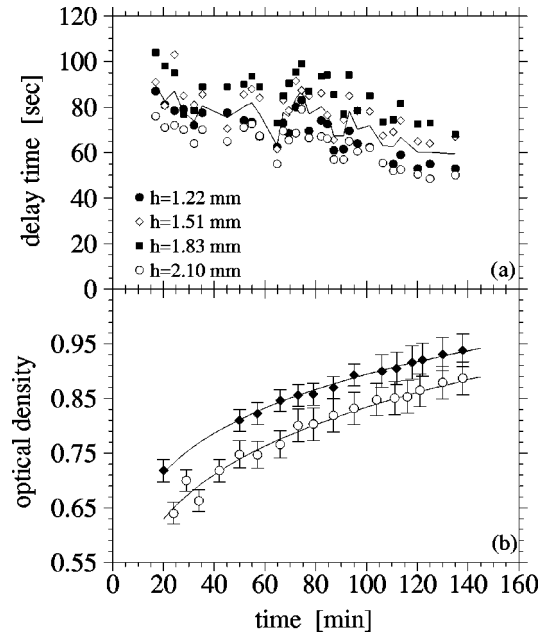 120
100
80
60
40
20
0
delay time [sec]
h=1.22 mm
h=1.51 mm
h=1.83 mm
h=2.10 mm
(a)
0.95
0.85
0.75
0.65
0.55
optical density
(b)
0 20 40 60 80 100 120 140 160
time [min]